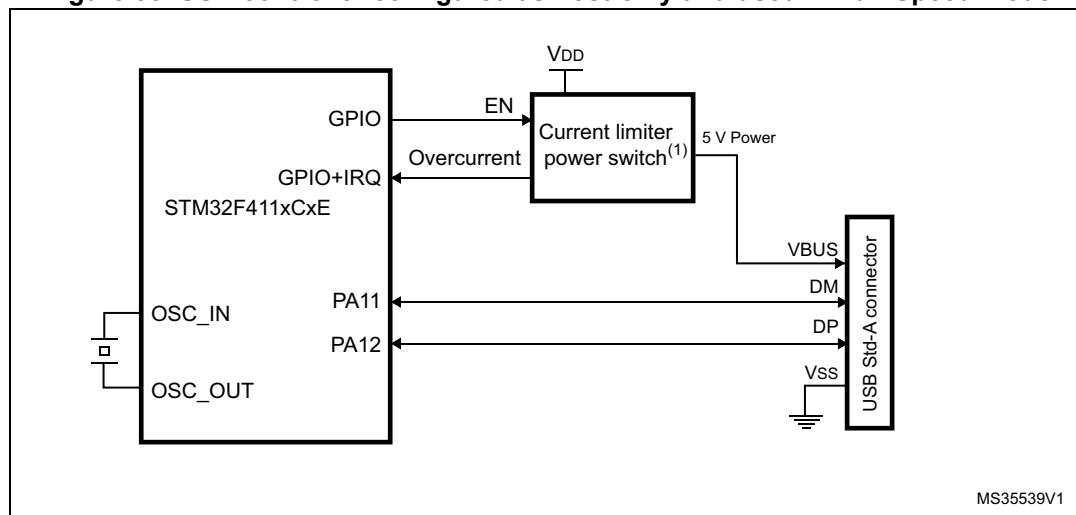 VDD
GPIO
EN
Current limiter
power switch(1)
5 V Power
Overcurrent
GPIO+IRQ
STM32F411xCxE
VBUS
OSC_IN
PA11
DM
PA12
DP
OSC_OUT
VSS
USB Std-A connector
MS35539V1